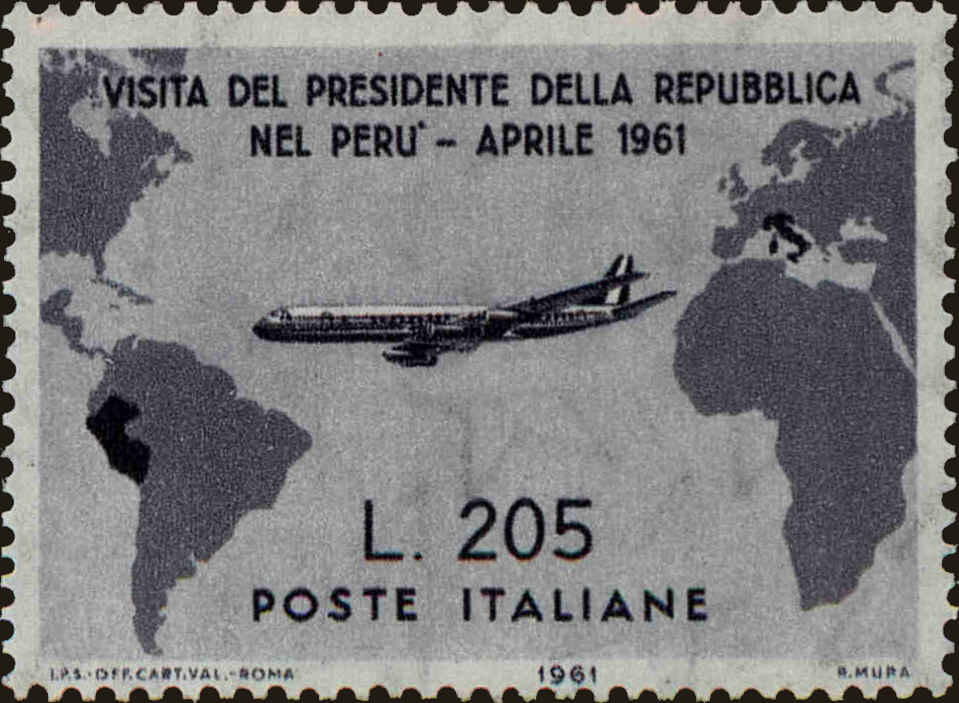 VISITA DEL PRESIDENTE DELLA REPUBBLICA
NEL PERU' - APRILE 1961
L. 205
POSTE ITALIANE
I.P.S.-OFF.CART.VAL.-ROMA 1961 R.MURA